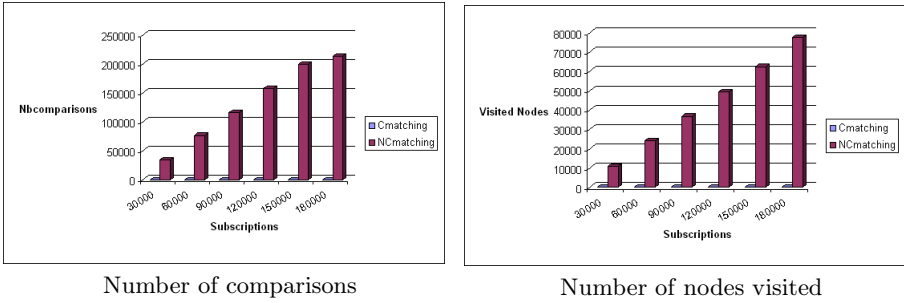 250000
200000
150000
100000
50000
0
Nbcomparisons
30000
60000
90000
120000
150000
180000
Subscriptions
Cmatching
NCmatching
Number of comparisons
80000
70000
60000
50000
40000
30000
20000
10000
0
Visited Nodes
30000
60000
90000
120000
150000
180000
Subscriptions
Cmatching
NCmatching
Number of nodes visited